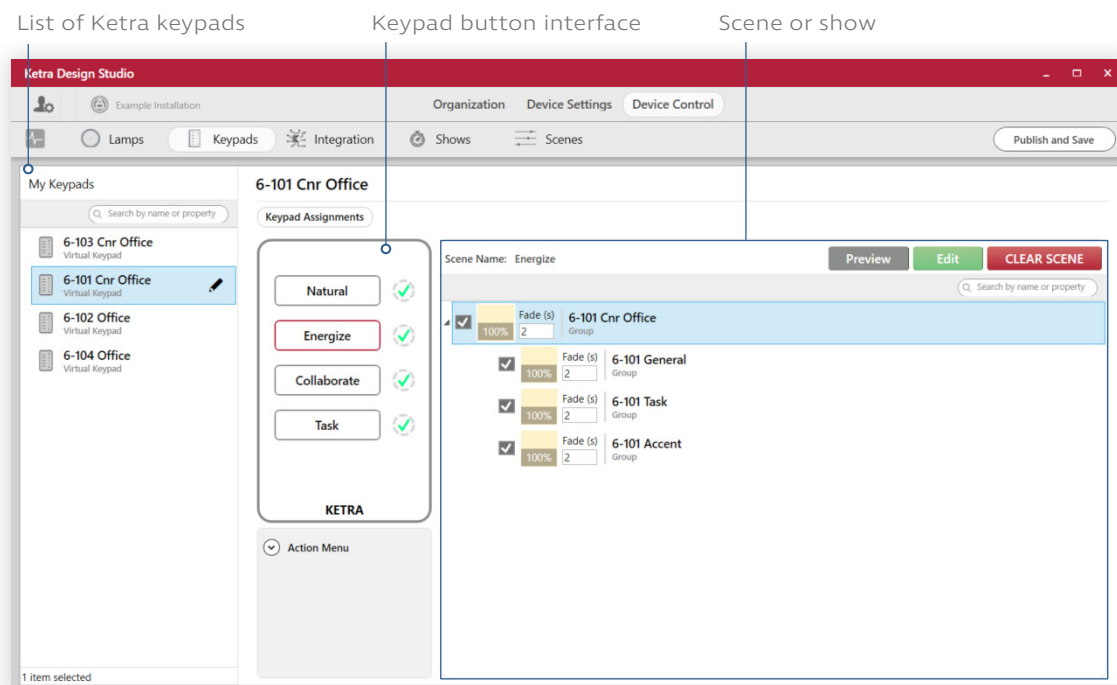 List of Ketra keypads
Keypad button interface
Scene or show
Ketra Design Studio
Example Installation
Organization
Device Settings
Device Control
Lamps
Keypads
Integration
Shows
Scenes
Publish and Save
My Keypads
Search by name or property
6-103 Cnr Office
Virtual Keypad
6-101 Cnr Office
Virtual Keypad
6-102 Office
Virtual Keypad
6-104 Office
Virtual Keypad
1 item selected
6-101 Cnr Office
Keypad Assignments
Natural
Energize
Collaborate
Task
KETRA
Action Menu
Scene Name: Energize
Preview
Edit
CLEAR SCENE
Search by name or property
100%
Fade (s)
2
6-101 Cnr Office
Group
100%
Fade (s)
2
6-101 General
Group
100%
Fade (s)
2
6-101 Task
Group
100%
Fade (s)
2
6-101 Accent
Group